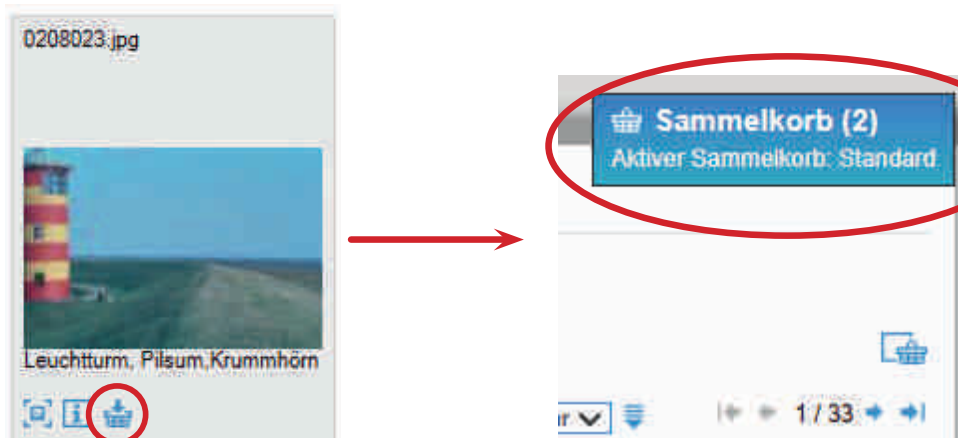 0208023.jpg
Leuchtturm, Pilsum,Krummhörn
Sammelkorb (2)
Aktiver Sammelkorb: Standard
1 / 33